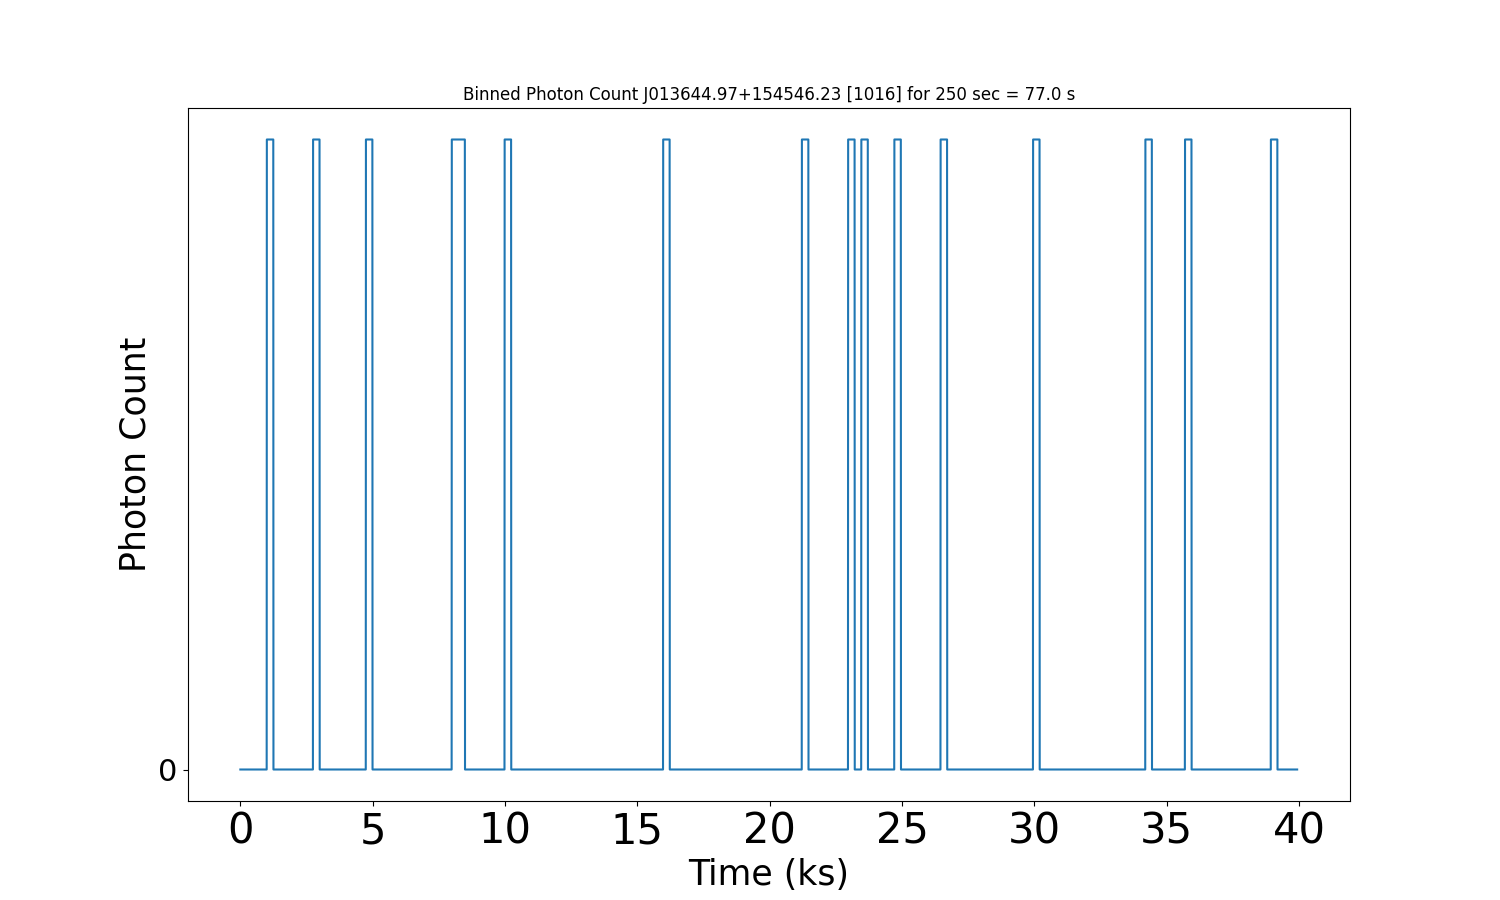 Binned Photon Count J013644.97+154546.23 [1016] for 250 sec = 77.0 s
Photon Count
0
0 5 10 15 20 25 30 35 40
Time (ks)